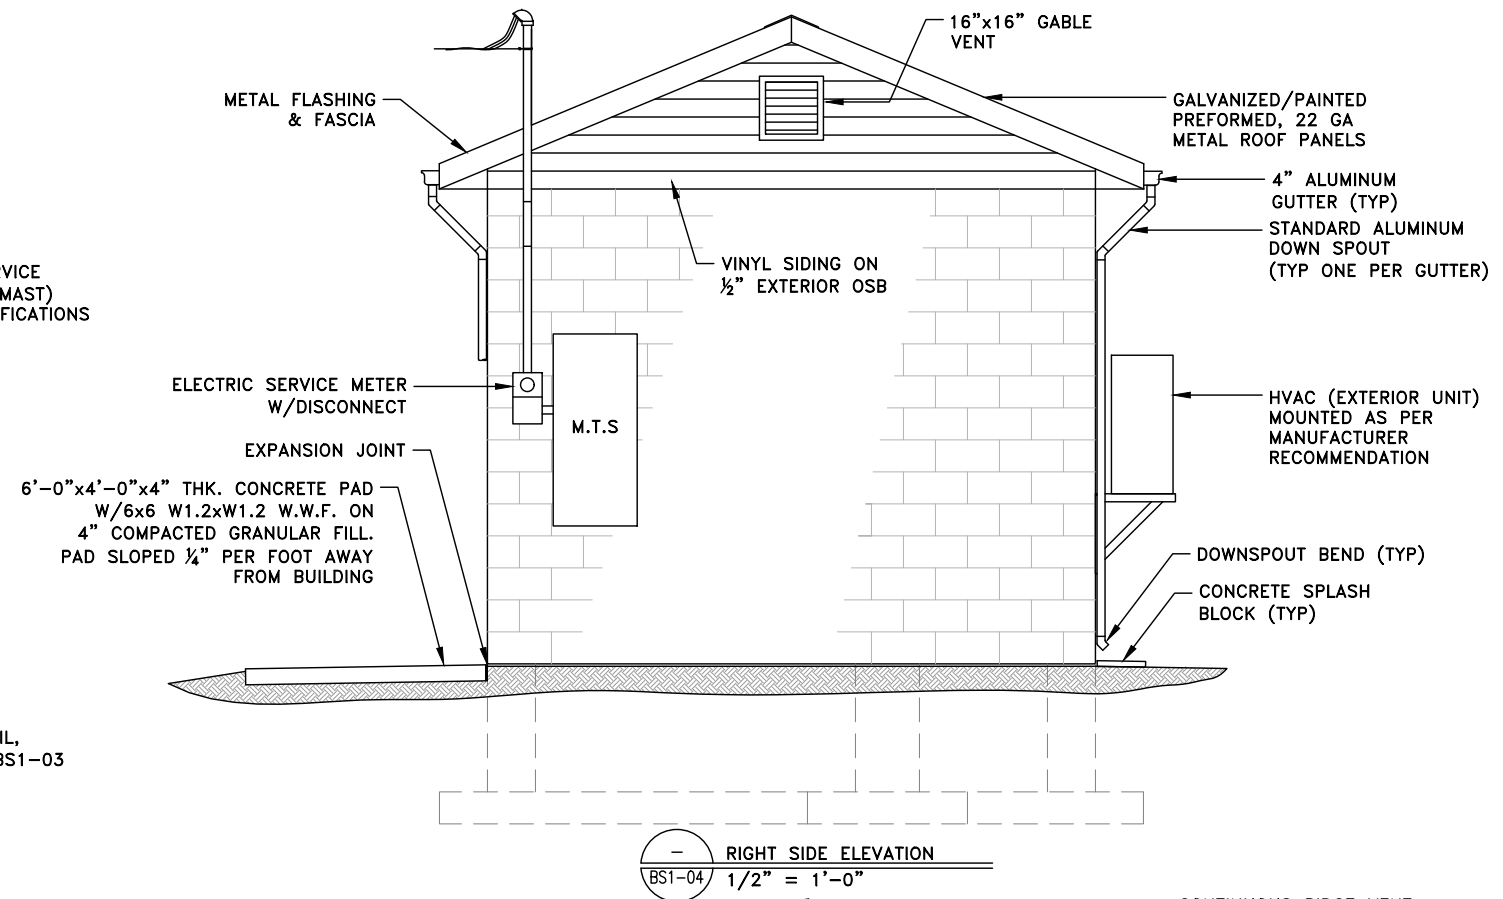 16”x16” GABLE
VENT
METAL FLASHING
& FASCIA
GALVANIZED/PAINTED
PREFORMED, 22 GA
METAL ROOF PANELS
4” ALUMINUM
GUTTER (TYP)
STANDARD ALUMINUM
DOWN SPOUT
(TYP ONE PER GUTTER)
VINYL SIDING ON
½” EXTERIOR OSB
RVICE
MAST)
FICATIONS
ELECTRIC SERVICE METER
W/DISCONNECT
M.T.S
HVAC (EXTERIOR UNIT)
MOUNTED AS PER
MANUFACTURER
RECOMMENDATION
EXPANSION JOINT
6’-0”x4’-0”x4” THK. CONCRETE PAD
W/6x6 W1.2xW1.2 W.W.F. ON
4” COMPACTED GRANULAR FILL.
PAD SLOPED ¼” PER FOOT AWAY
FROM BUILDING
DOWNSPOUT BEND (TYP)
CONCRETE SPLASH
BLOCK (TYP)
IL,
BS1-03
–
BS1-04
RIGHT SIDE ELEVATION
1/2” = 1’-0”